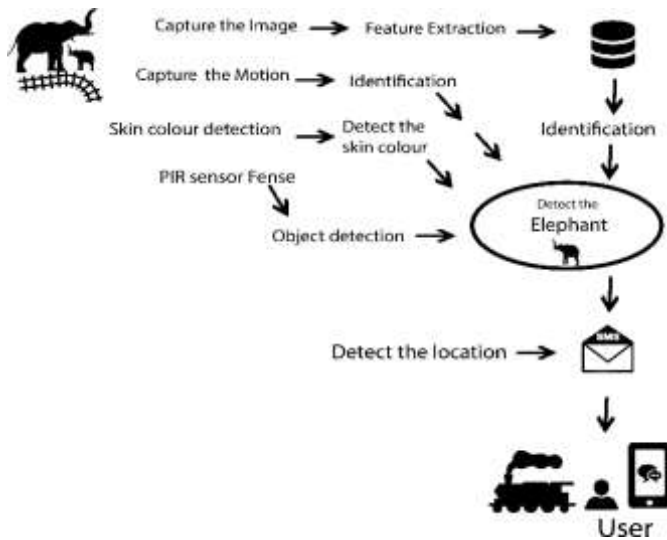 Capture the Image
Feature Extraction
Capture the Motion
Identification
Skin colour detection
Detect the
skin colour
Identification
PIR sensor Fense
Detect the
Elephant
Object detection
Detect the location
SMS
User